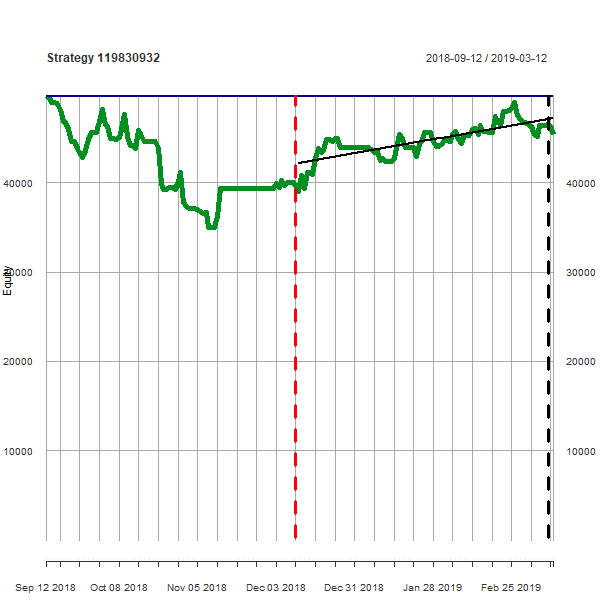 Strategy 119830932
2018-09-12 / 2019-03-12
40000
40000
Equity
30000
30000
20000
20000
10000
10000
Sep 12 2018
Oct 08 2018
Nov 05 2018
Dec 03 2018
Dec 31 2018
Jan 28 2019
Feb 25 2019